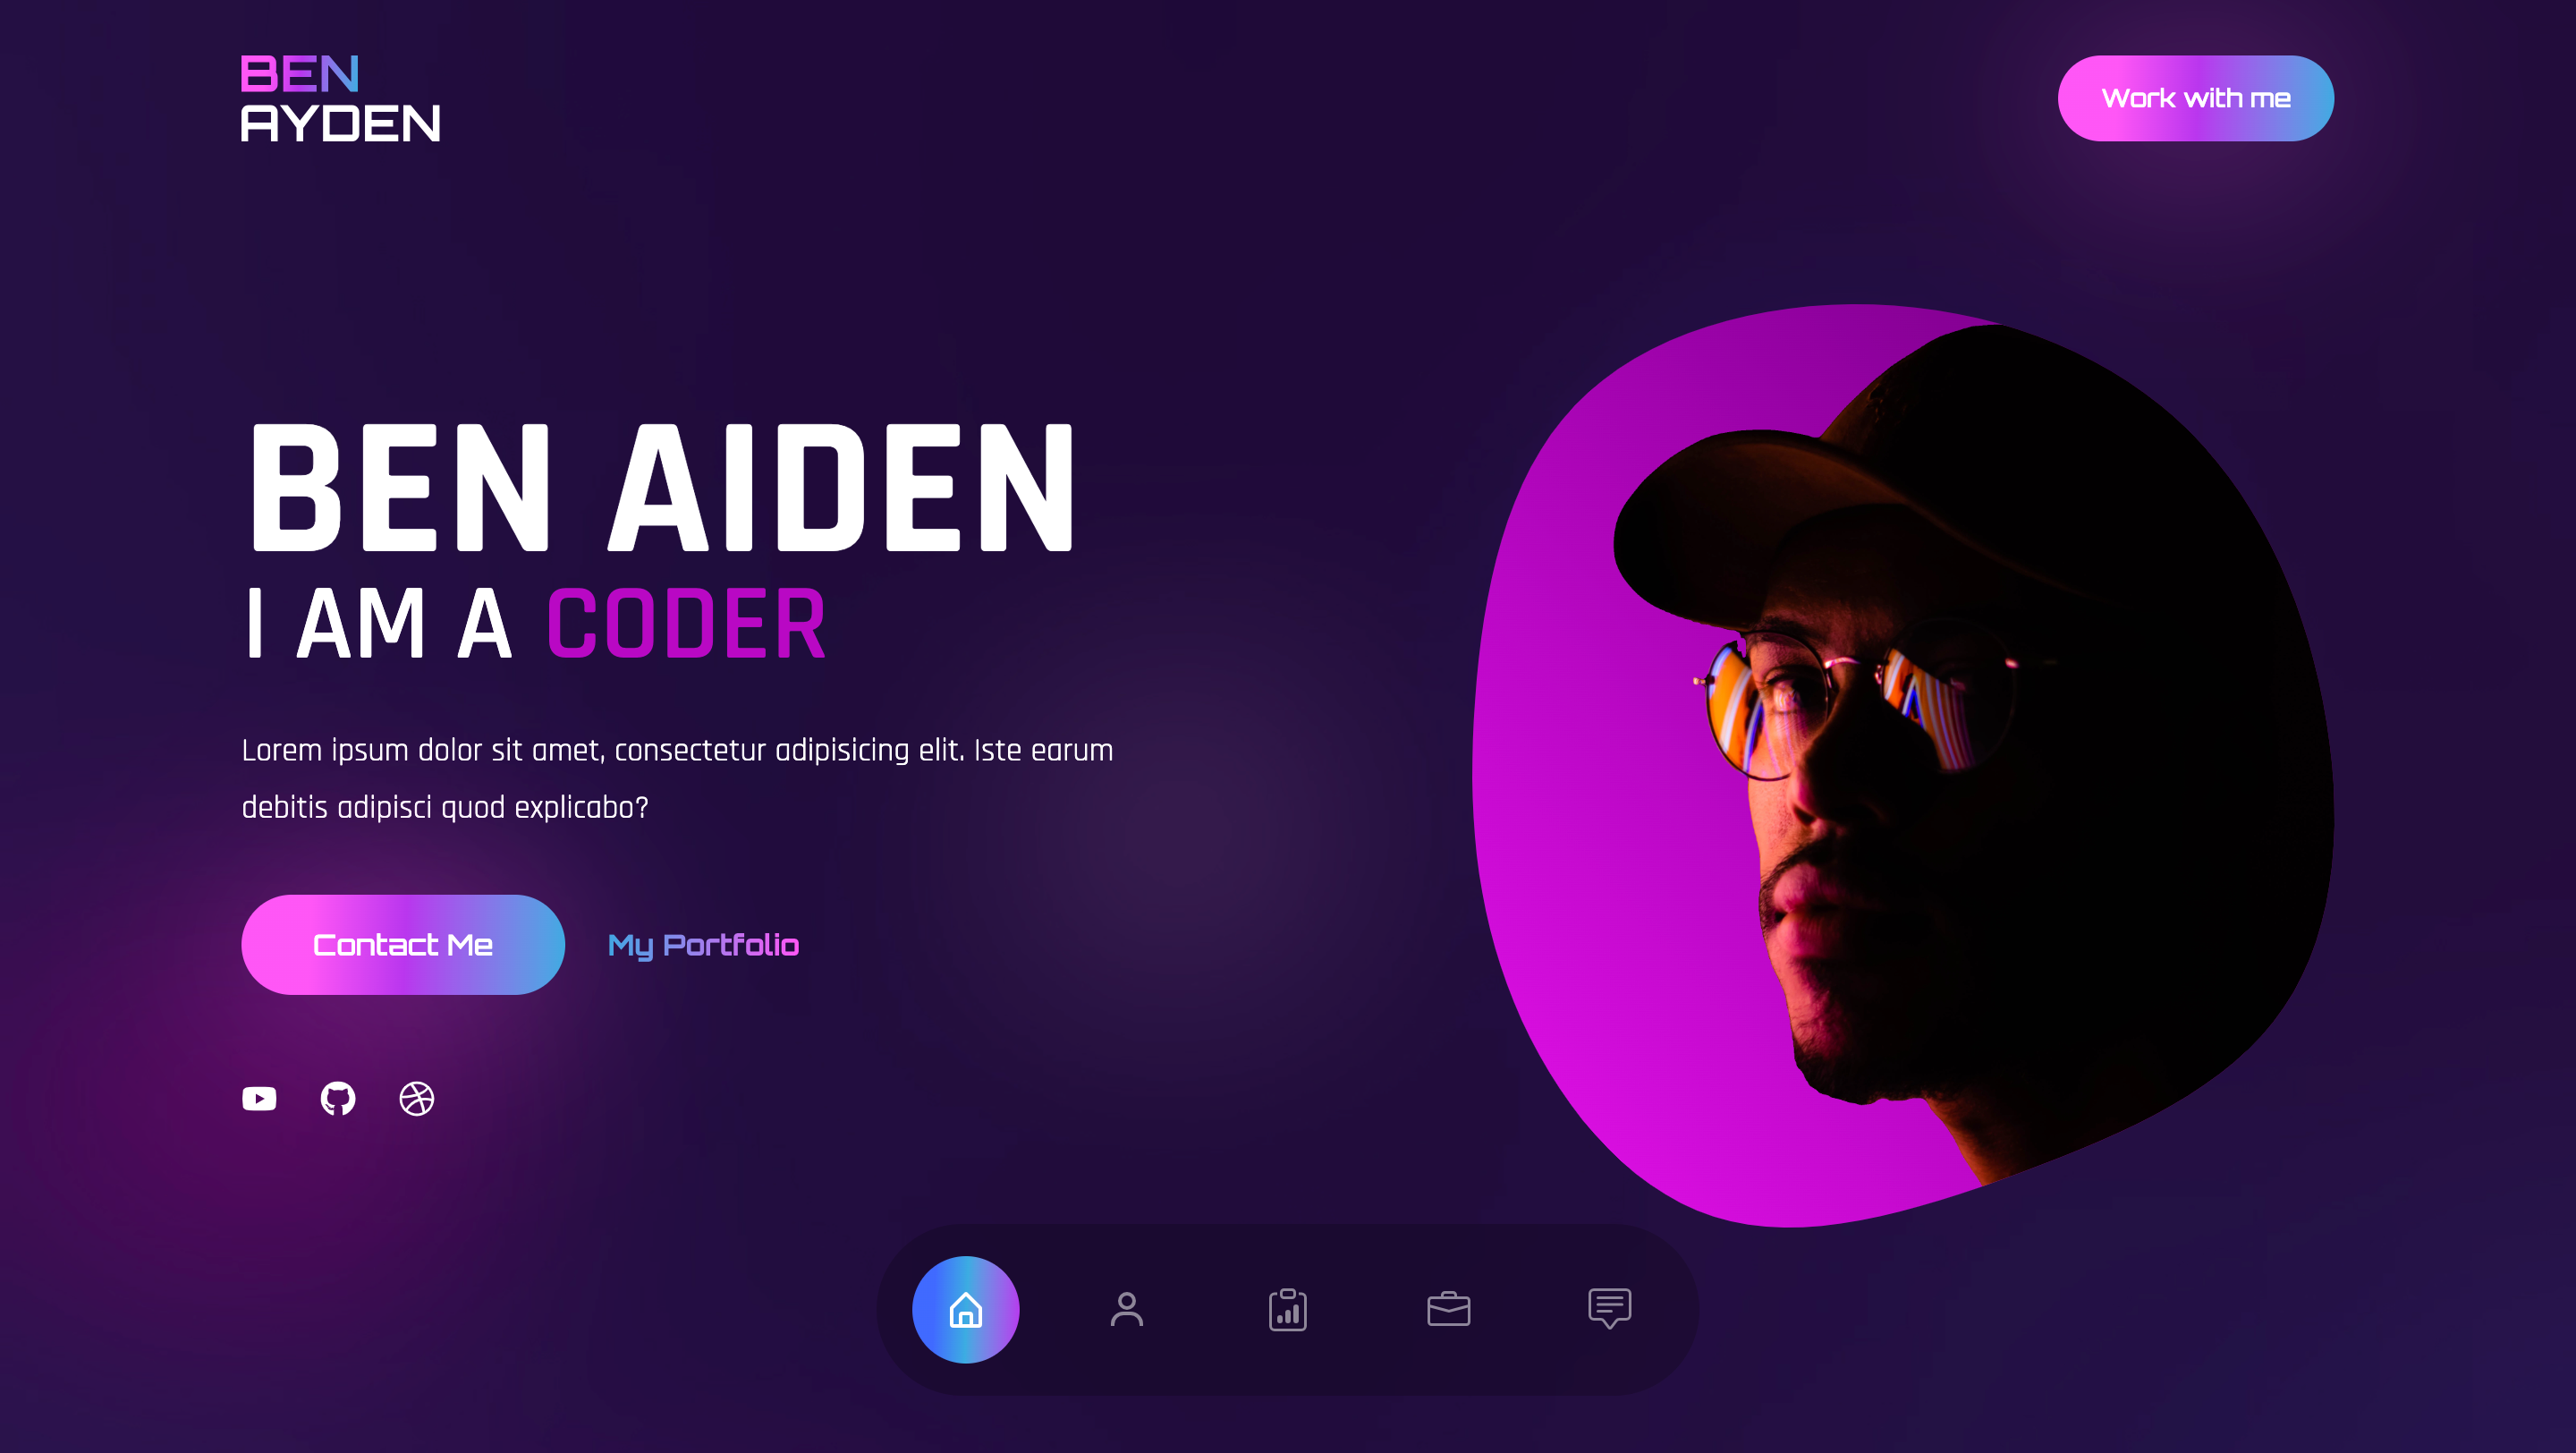 BEN
AYDEN
Work with me
BEN AIDEN
I AM A CODER
Lorem ipsum dolor sit amet, consectetur adipisicing elit. Iste earum
debitis adipisci quod explicabo?
Contact Me
My Portfolio